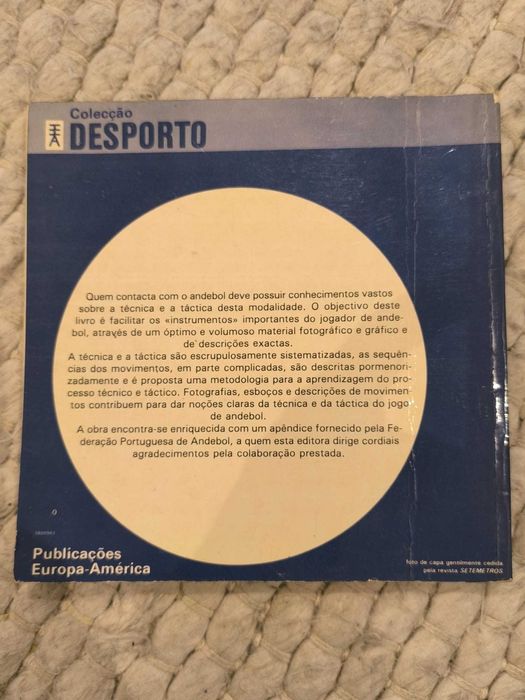 Colecção
DESPORTO
Quem contacta com o andebol deve possuir conhecimentos vastos
sobre a técnica e a táctica desta modalidade. O objectivo deste
livro é facilitar os «instrumentos» importantes do jogador de ande-
bol, através de um óptimo e volumoso material fotográfico e gráfico e
de descrições exactas.
A técnica e a táctica são escrupulosamente sistematizadas, as sequên-
cias dos movimentos, em parte complicadas, são descritas pormenori-
zadamente e é proposta uma metodologia para a aprendizagem do pro-
cesso técnico e táctico. Fotografias, esboços e descrições de movimen-
tos contribuem para dar noções claras da técnica e da táctica do jogo
de andebol.
A obra encontra-se enriquecida com um apêndice fornecido pela Fe-
deração Portuguesa de Andebol, a quem esta editora dirige cordiais
agradecimentos pela colaboração prestada.
Publicações
Europa-América
foto de capa gentilmente cedida
pela revista SETEMETROS